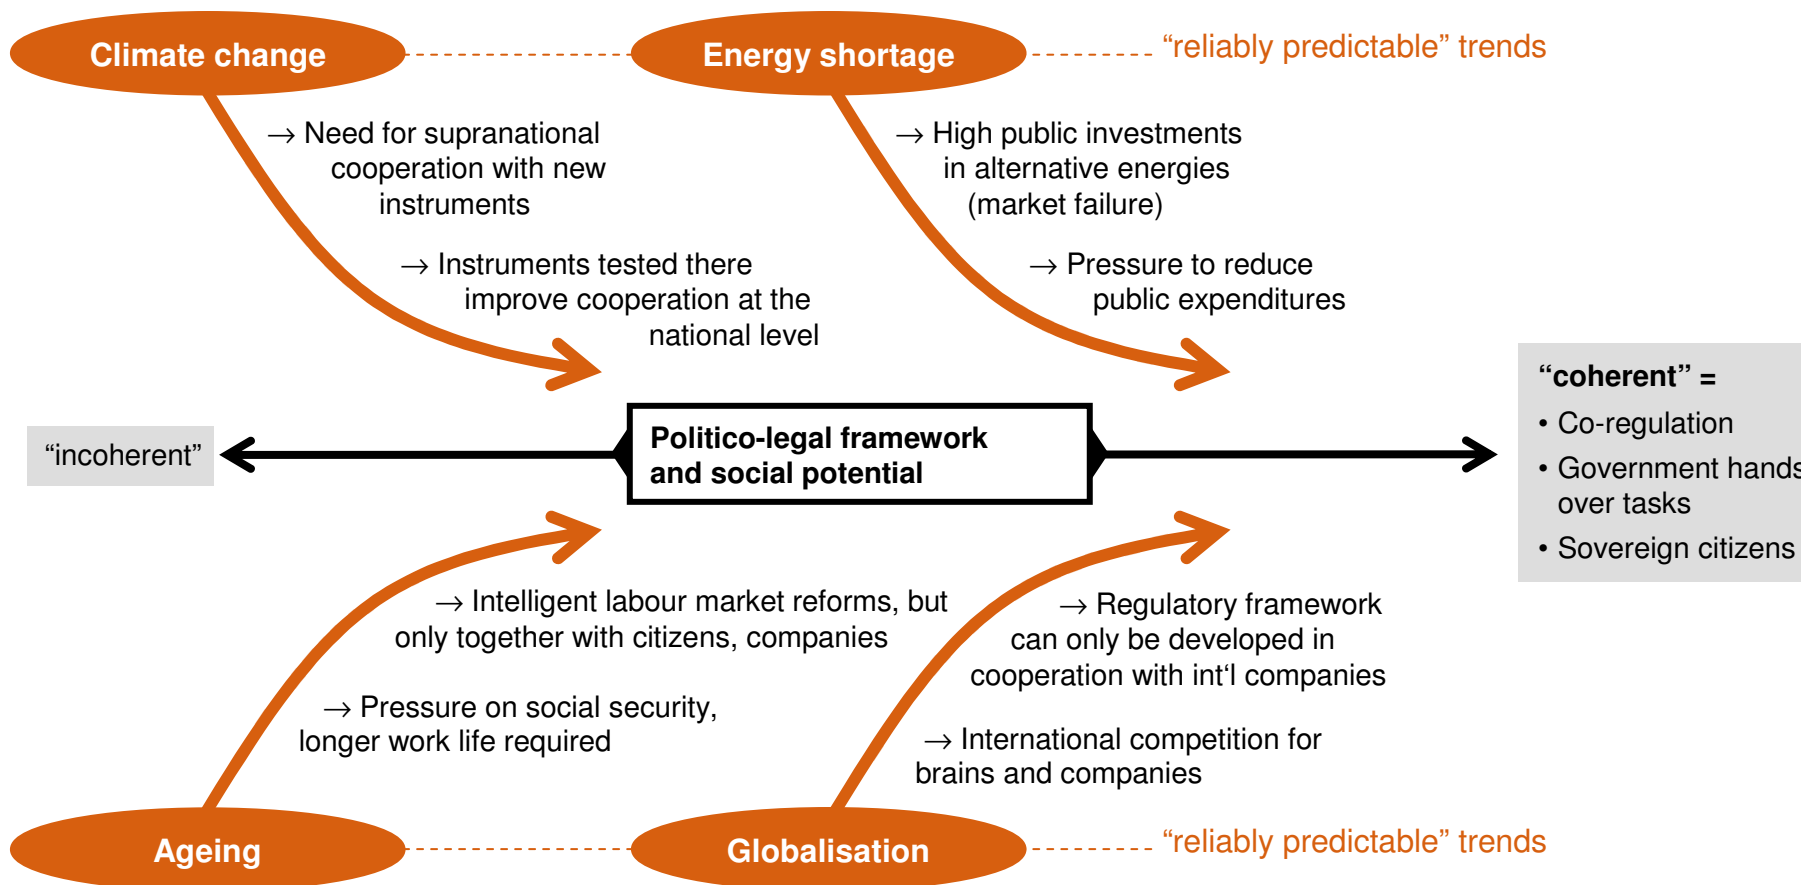 Climate change
Energy shortage
“reliably predictable” trends
→ Need for supranational
cooperation with new
instruments
→ Instruments tested there
improve cooperation at the
national level
→ High public investments
in alternative energies
(market failure)
→ Pressure to reduce
public expenditures
“incoherent”
Politico-legal framework
and social potential
“coherent” =
• Co-regulation
• Government hands
over tasks
• Sovereign citizens
→ Intelligent labour market reforms, but
only together with citizens, companies
→ Pressure on social security,
longer work life required
→ Regulatory framework
can only be developed in
cooperation with int‘l companies
→ International competition for
brains and companies
Ageing
Globalisation
“reliably predictable” trends